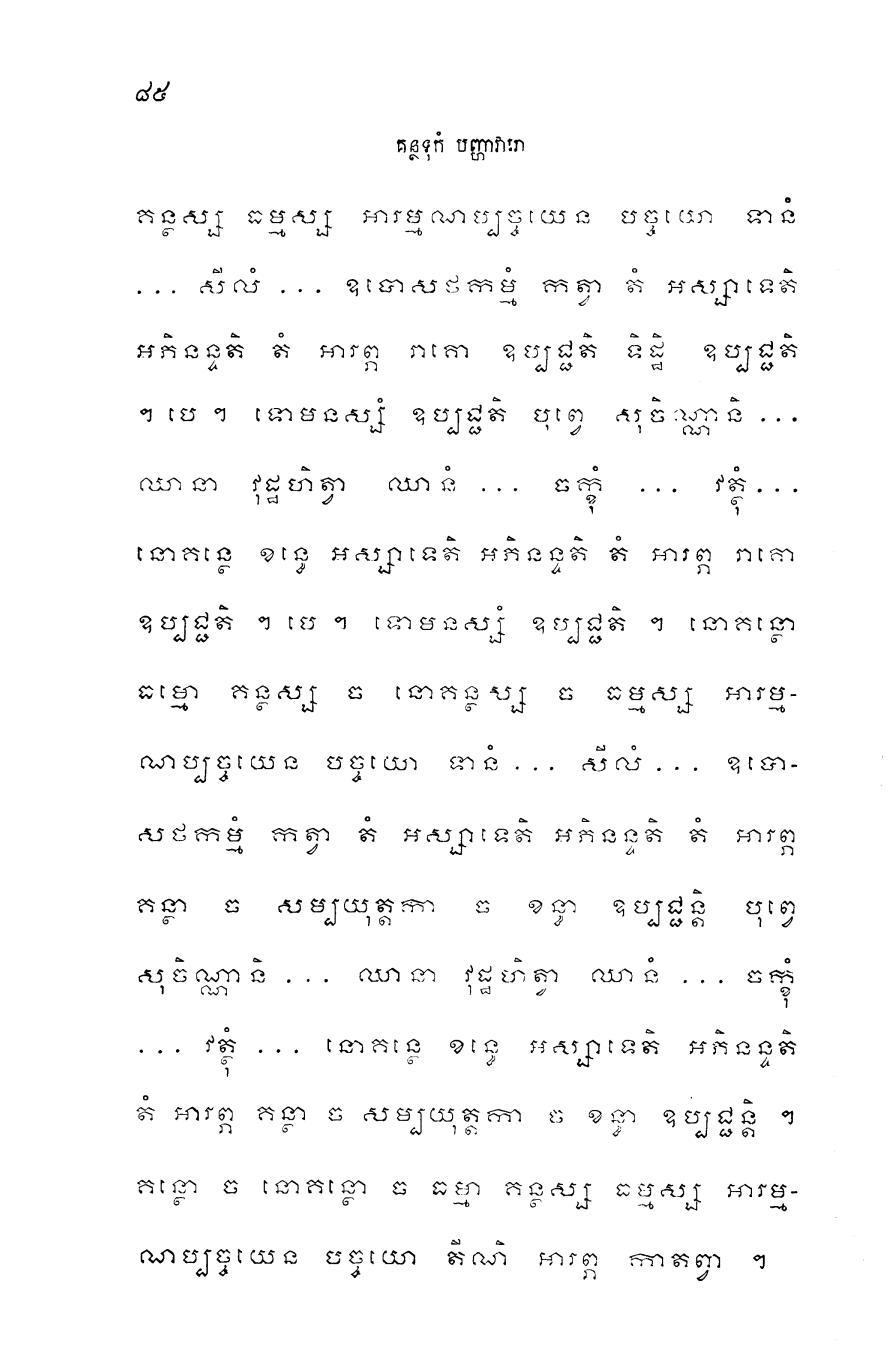 ៨៥
គន្ថទុកំ បញ្ហាវារោ
គន្ថស្ស ធម្មស្ស អារម្មណប្បច្ចយេន បច្ចយោ ទានំ
... សីលំ ... ឧបោសថកម្មំ កត្វា តំ អស្សាទេតិ
អភិនន្ទតិ តំ អារព្ភ រាគោ ឧប្បជ្ជតិ ទិដ្ឋិ ឧប្បជ្ជតិ
។ បេ ។ ទោមនស្សំ ឧប្បជ្ជតិ បុព្វេ សុចិណ្ណានិ ...
ឈានា វុដ្ឋហិត្វា ឈានំ ... ចក្ខុំ ... វត្ថុំ ...
នោគន្ថេ ខន្ធេ អស្សាទេតិ អភិនន្ទតិ តំ អារព្ភ រាគោ
ឧប្បជ្ជតិ ។ បេ ។ ទោមនស្សំ ឧប្បជ្ជតិ ។ នោគន្ថោ
ធម្មោ គន្ថស្ស ច នោគន្ថស្ស ច ធម្មស្ស អារម្ម-
ណប្បច្ចយេន បច្ចយោ ទានំ ... សីលំ ... ឧបោ-
សថកម្មំ កត្វា តំ អស្សាទេតិ អភិនន្ទតិ តំ អារព្ភ
គន្ថា ច សម្បយុត្តកា ច ខន្ធា ឧប្បជ្ជន្តិ បុព្វេ
សុចិណ្ណានិ ... ឈានា វុដ្ឋហិត្វា ឈានំ ... ចក្ខុំ
... វត្ថុំ ... នោគន្ថេ ខន្ធេ អស្សាទេតិ អភិនន្ទតិ
តំ អារព្ភ គន្ថា ច សម្បយុត្តកា ច ខន្ធា ឧប្បជ្ជន្តិ ។
គន្ថោ ច នោគន្ថោ ច ធម្មា គន្ថស្ស ធម្មស្ស អារម្ម-
ណប្បច្ចយេន បច្ចយោ តីណិ អារព្ភ កាតព្វា ។